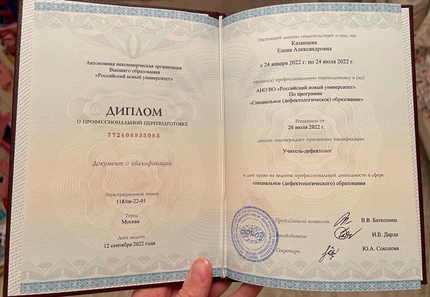 Автономная некоммерческая организация
Высшего образования
«Российский новый университет»
ДИПЛОМ
О ПРОФЕССИОНАЛЬНОЙ ПЕРЕПОДГОТОВКЕ
772406933085
Документ о квалификации
Регистрационный номер
118/пк-22-01
Город
Москва
Дата выдачи
12 сентября 2022 года
Настоящий диплом свидетельствует о том, что
Казанцева
Елена Александровна
с 24 января 2022 г. по 24 июля 2022 г.
профессиональную переподготовку в (на)
АНО ВО «Российский новый университет»
По программе
«Специальное (дефектологическое) образование»
Решением от
26 июля 2022 г.
диплом подтверждает присвоение квалификации
Учитель-дефектолог
и дает право на ведение профессиональной деятельности в сфере
специального (дефектологического) образования
Председатель комиссии
В.В. Батколина
И.В. Дарда
Секретарь
Ю.А. Соколова